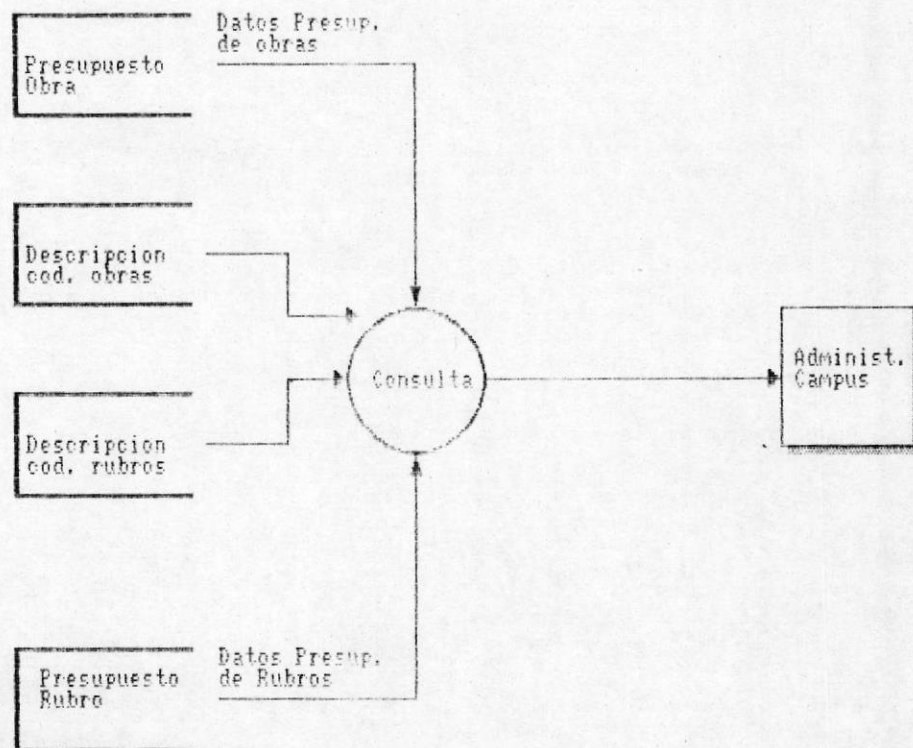 Datos Presup.
de obras
Presupuesto
Obra
Descripcion
cod. obras
Consulta
Administ.
Campus
Descripcion
cod. rubros
Datos Presup.
de Rubros
Presupuesto
Rubro